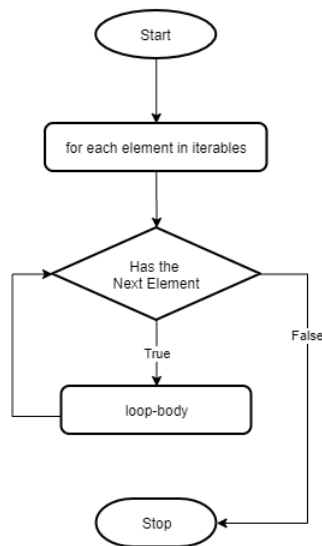 Start
for each element in iterables
Has the
Next Element
False
True
loop-body
Stop